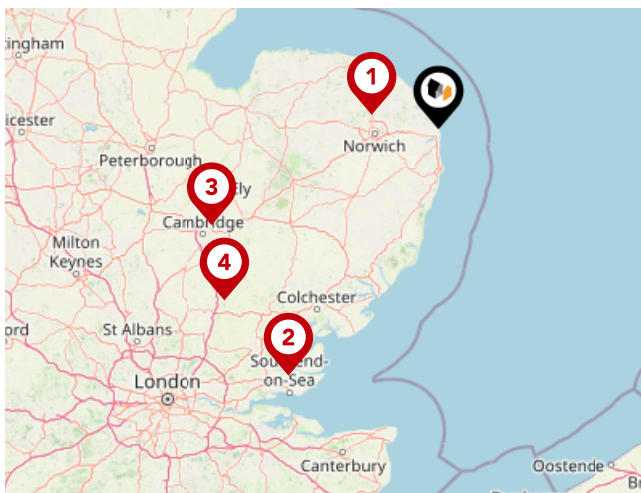 tingham
1
Norwich
icester
Peterborough
3
Ely
Cambridge
Milton
Keynes
4
Colchester
ord
St Albans
2
Southend-
on-Sea
London
Canterbury
Oostende
B